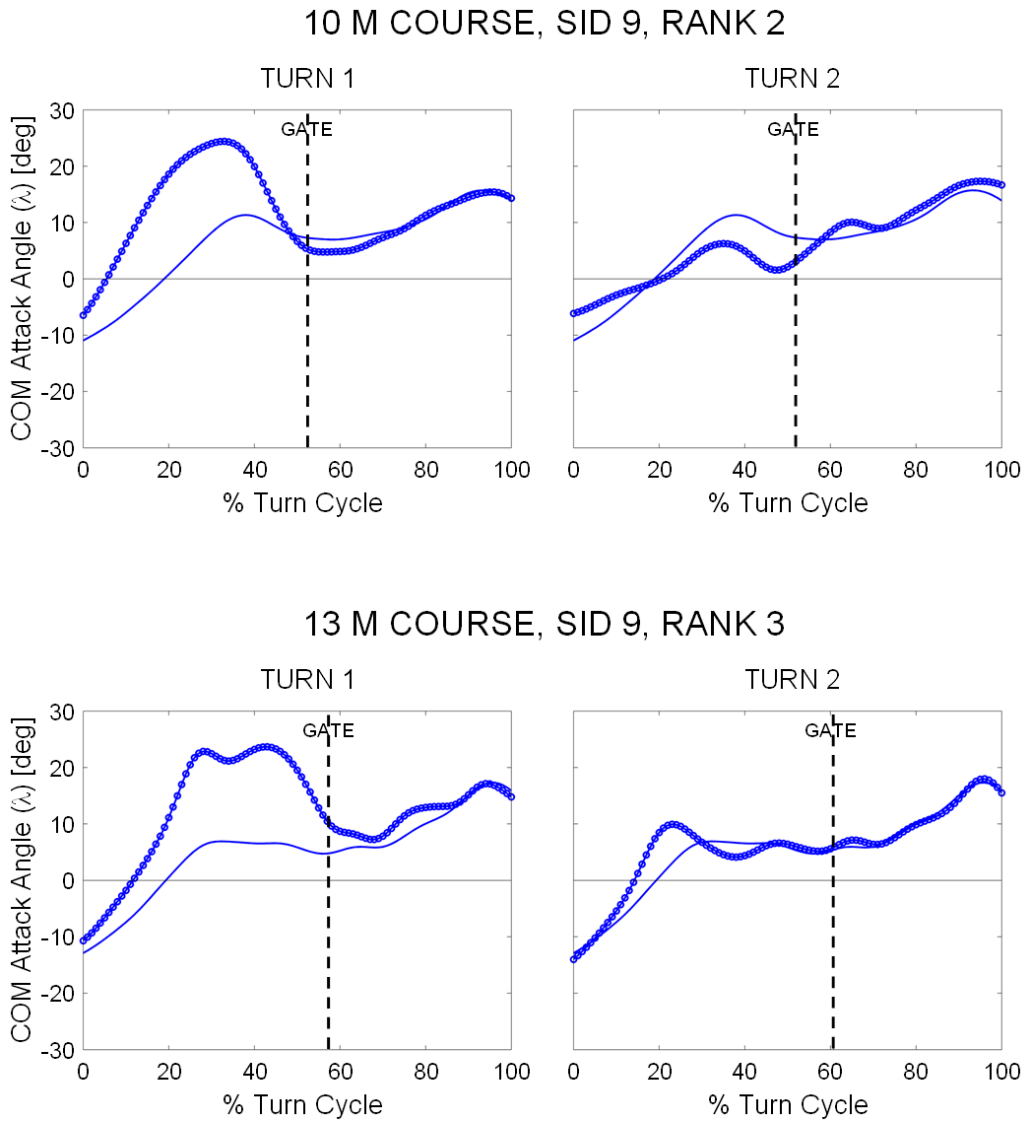 10 M COURSE, SID 9, RANK 2
TURN 1
TURN 2
COM Attack Angle (λ) [deg]
30
20
10
0
-10
-20
-30
GATE
0 20 40 60 80 100
% Turn Cycle
GATE
0 20 40 60 80 100
% Turn Cycle
13 M COURSE, SID 9, RANK 3
TURN 1
TURN 2
COM Attack Angle (λ) [deg]
30
20
10
0
-10
-20
-30
GATE
0 20 40 60 80 100
% Turn Cycle
GATE
0 20 40 60 80 100
% Turn Cycle